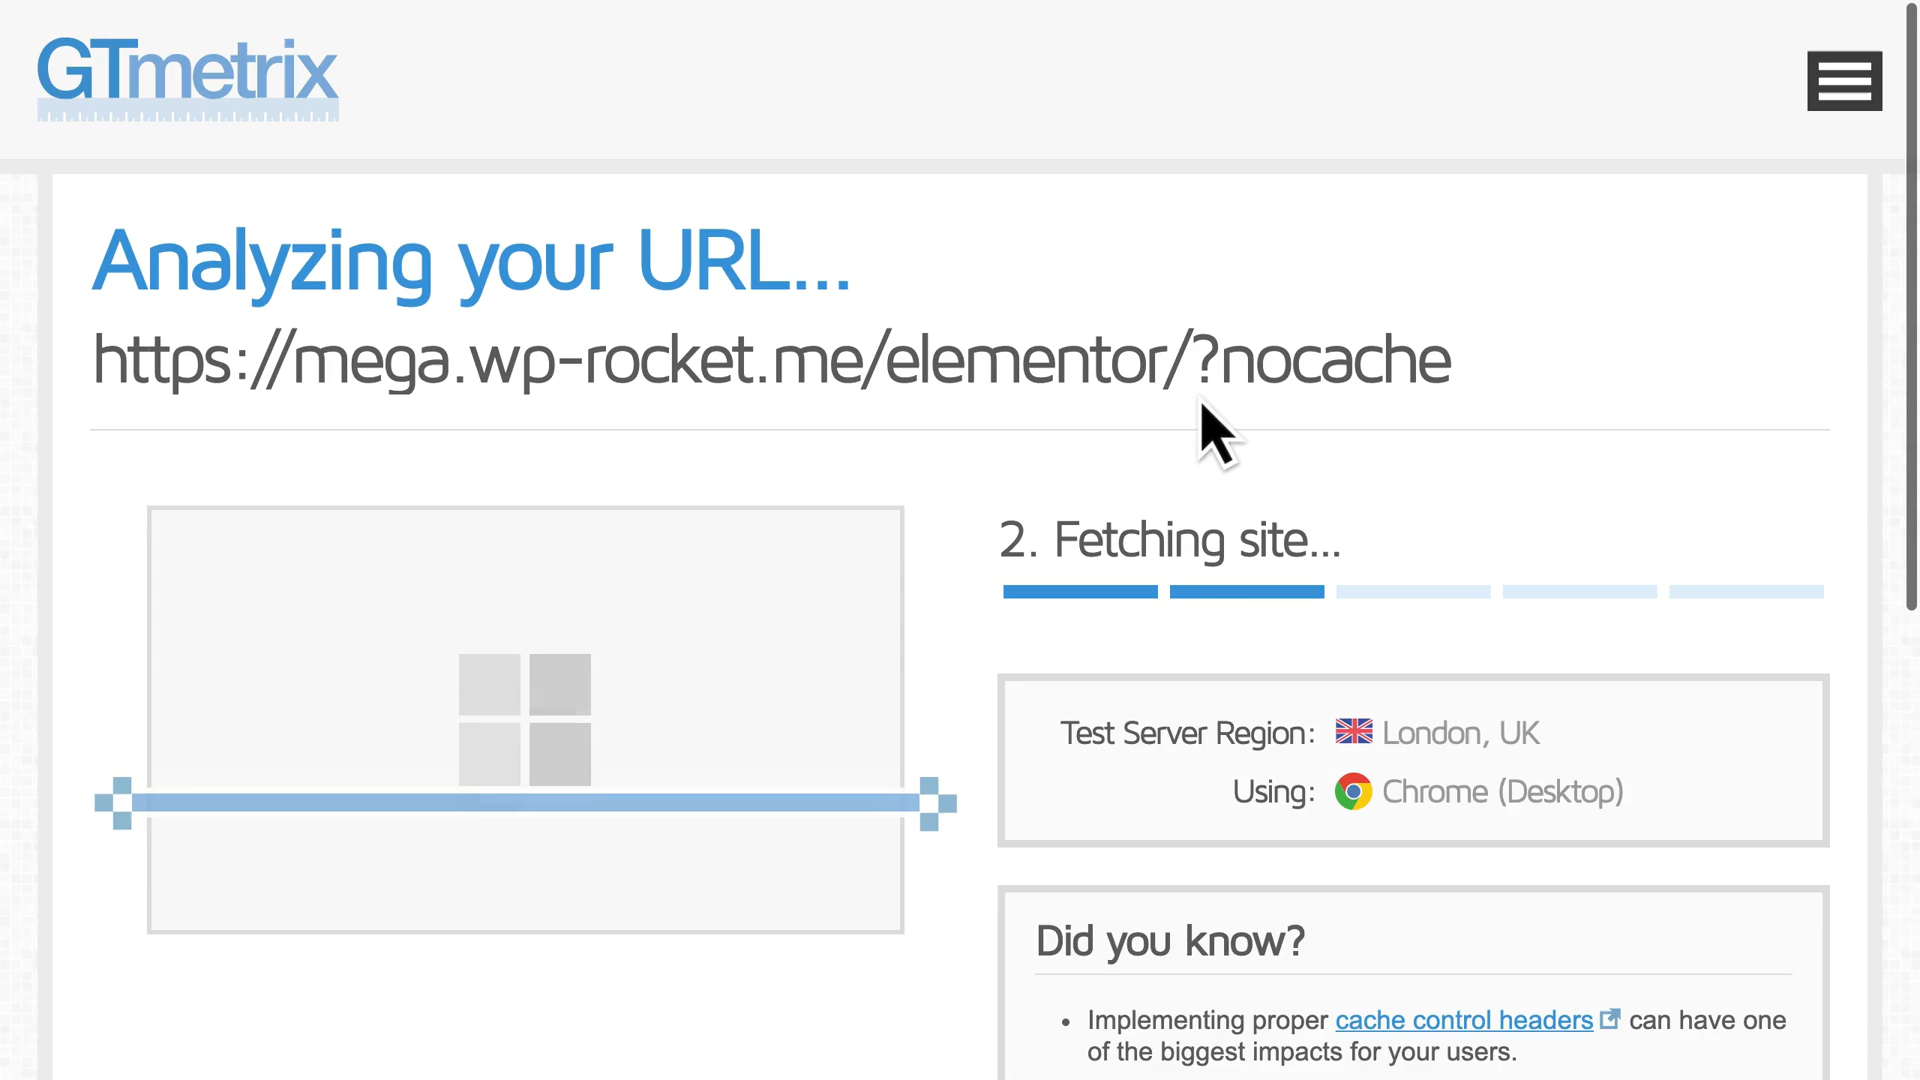 GTmetrix
Analyzing your URL...
https://mega.wp-rocket.me/elementor/?nocache
2. Fetching site...
Test Server Region: London, UK
Using: Chrome (Desktop)
Did you know?
• Implementing proper cache control headers can have one
of the biggest impacts for your users.